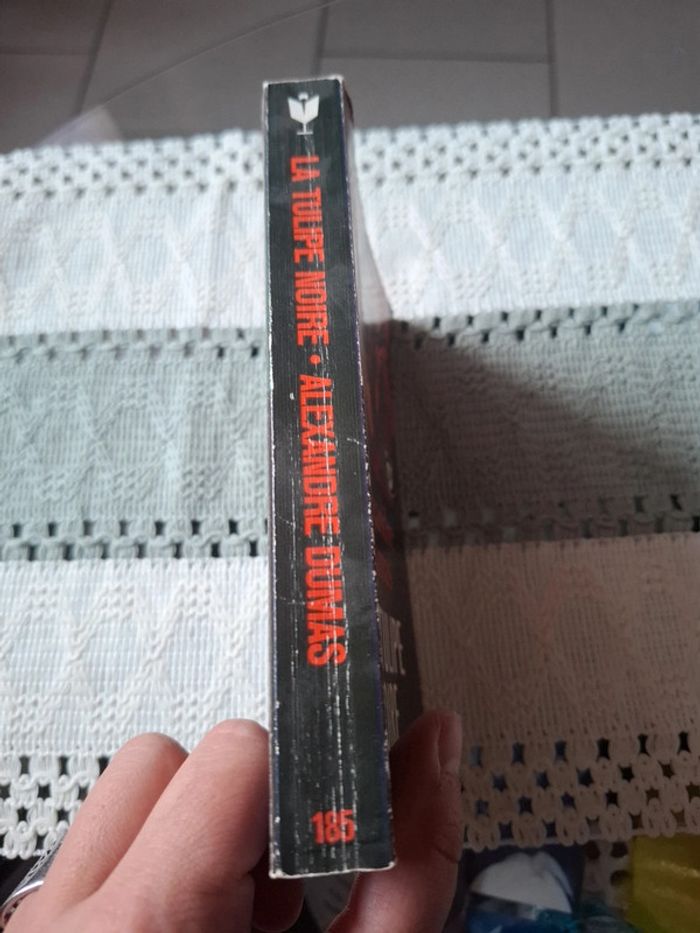 LA TULIPE NOIRE • ALEXANDRE DUMAS
185